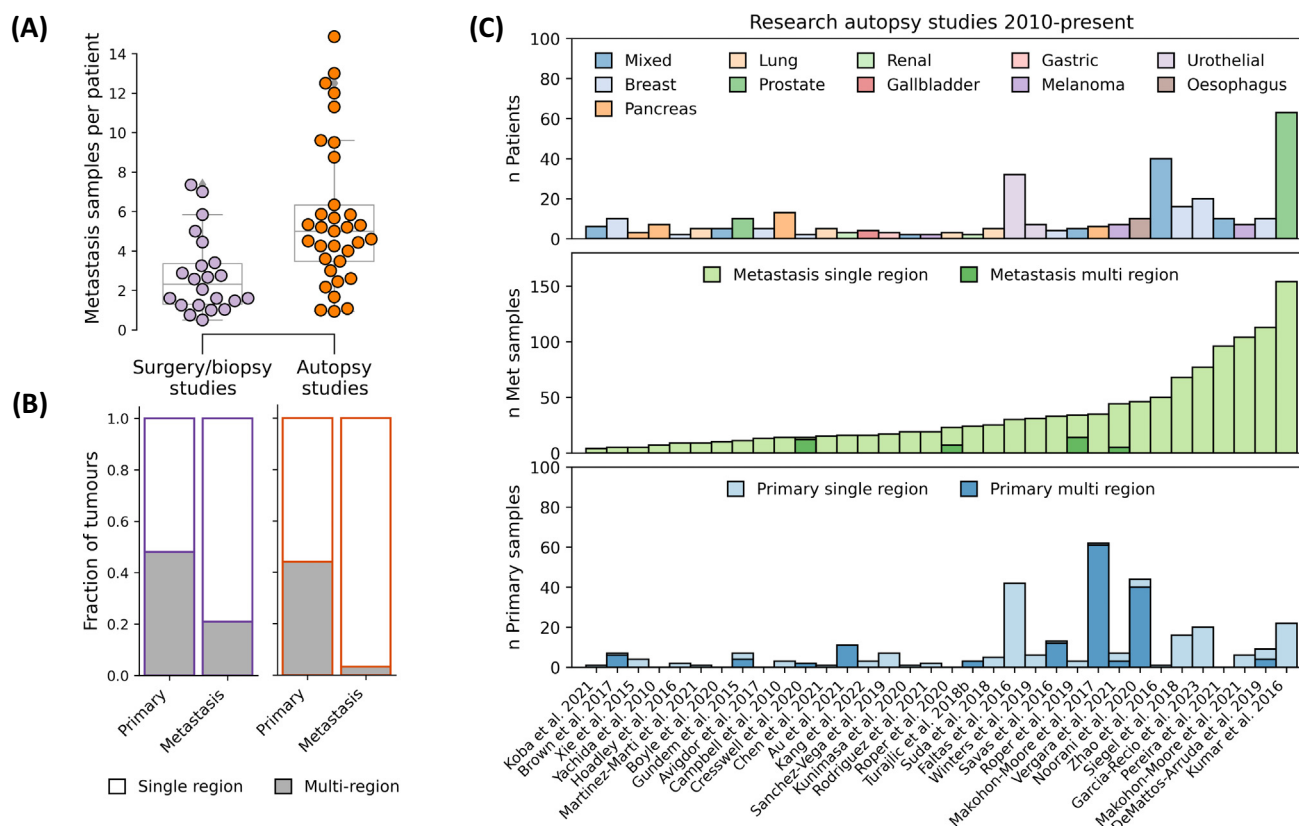 (A)
Metastasis samples per patient
14
12
10
8
6
4
2
0
Surgery/biopsy
studies
Autopsy
studies
(B)
Fraction of tumours
1.0
0.8
0.6
0.4
0.2
0.0
Primary
Metastasis
Primary
Metastasis
Single region
Multi-region
(C)
Research autopsy studies 2010-present
n Patients
100
80
60
40
20
0
Mixed
Breast
Pancreas
Lung
Prostate
Renal
Gallbladder
Gastric
Melanoma
Urothelial
Oesophagus
n Met samples
150
100
50
0
Metastasis single region
Metastasis multi region
n Primary samples
100
80
60
40
20
0
Primary single region
Primary multi region
Koba et al. 2021
Brown et al. 2017
Xie et al. 2015
Yachida et al. 2010
Hoadley et al. 2016
Martinez-Marti et al. 2021
Boyle et al. 2020
Gundem et al. 2015
Avigdor et al. 2017
Campbell et al. 2010
Cresswell et al. 2020
Chen et al. 2021
Au et al. 2021
Kang et al. 2022
Sanchez-Vega et al. 2019
Kunimasa et al. 2020
Rodriguez et al. 2021
Roper et al. 2020
Turajlic et al. 2018b
Suda et al. 2018
Faltas et al. 2016
Winters et al. 2019
Savas et al. 2016
Roper et al. 2019
Makohon-Moore et al. 2017
Vergara et al. 2021
Noorani et al. 2020
Zhao et al. 2016
Siegel et al. 2018
Garcia-Recio et al. 2023
Pereira et al. 2021
Makohon-Moore et al. 2021
DeMattos-Arruda et al. 2019
Kumar et al. 2016